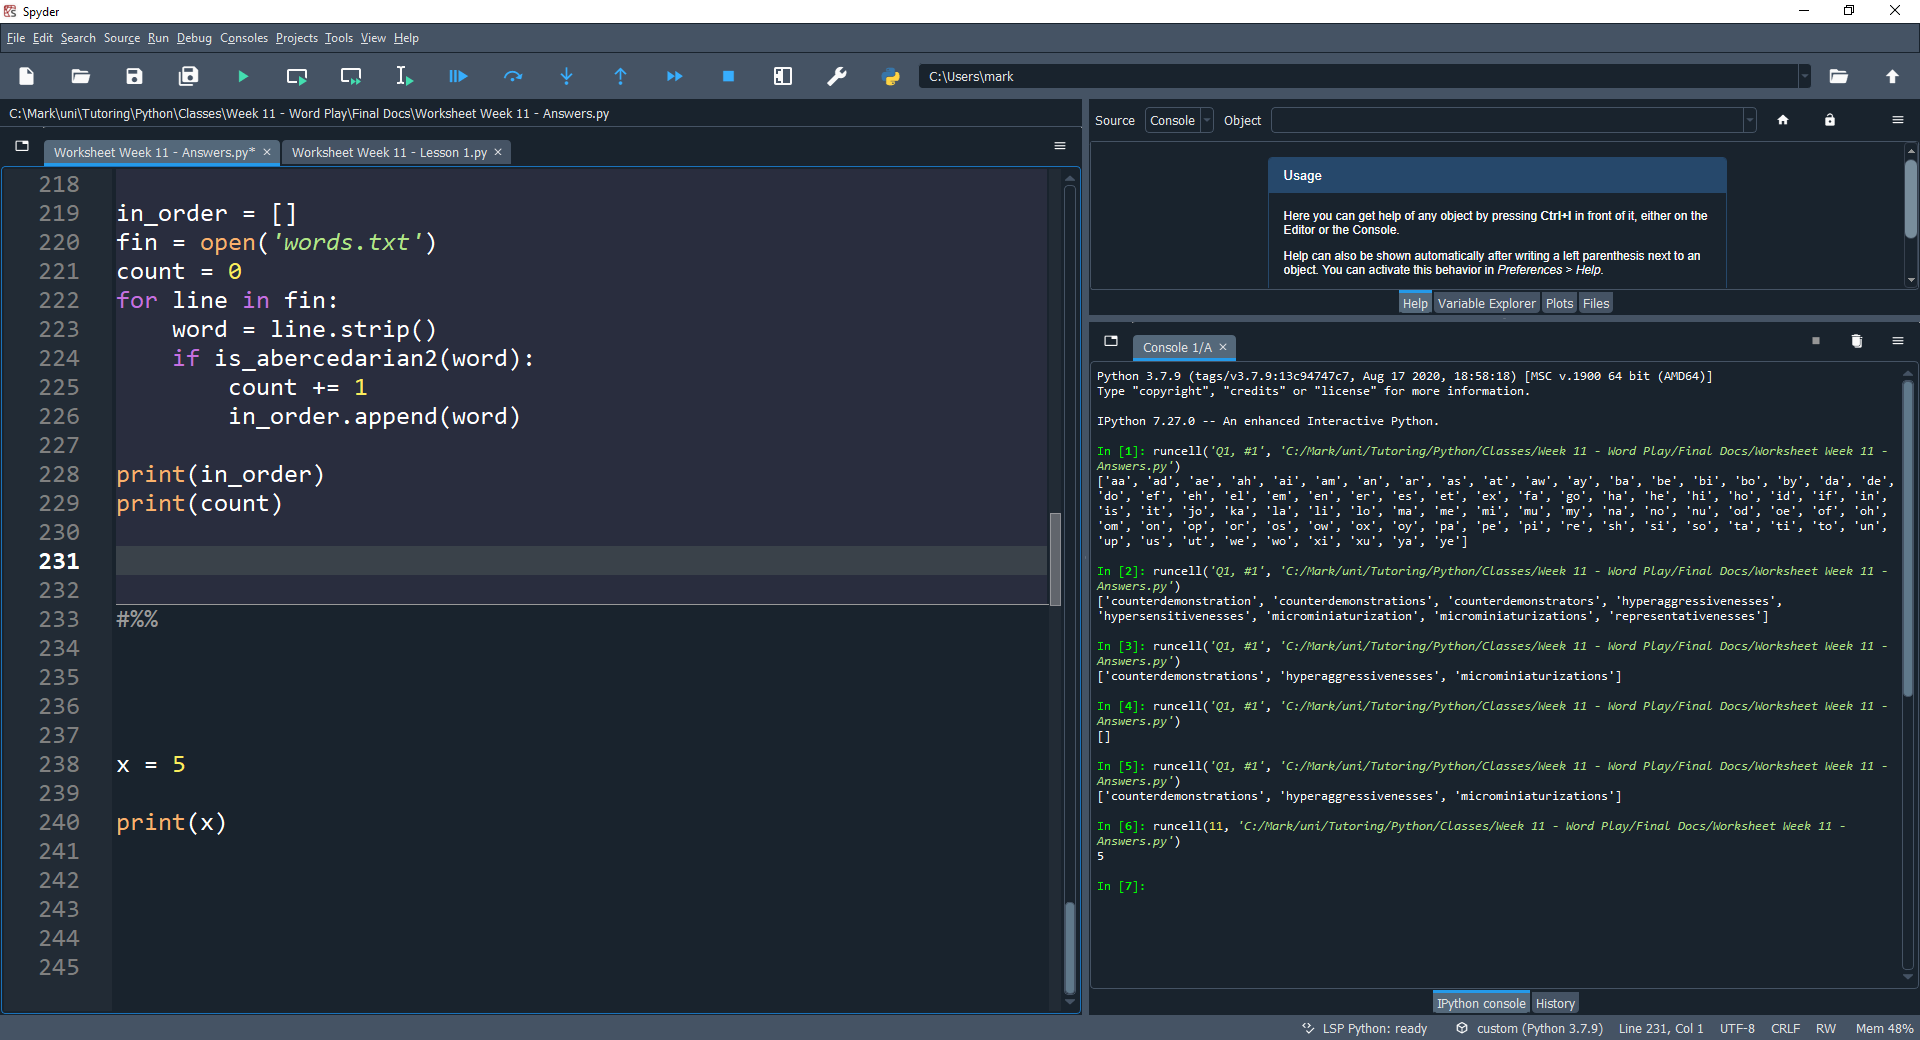 Spyder
File Edit Search Source Run Debug Consoles Projects Tools View Help
C:\Users\mark
C:\Mark\uni\Tutoring\Python\Classes\Week 11 - Word Play\Final Docs\Worksheet Week 11 - Answers.py
Worksheet Week 11 - Answers.py* Worksheet Week 11 - Lesson 1.py
218
219 in_order = []
220 fin = open('words.txt')
221 count = 0
222 for line in fin:
223     word = line.strip()
224     if is_abercedarian2(word):
225         count += 1
226         in_order.append(word)
227
228 print(in_order)
229 print(count)
230
231
232
233 #%%
234
235
236
237
238 x = 5
239
240 print(x)
241
242
243
244
245
Source Console Object
Usage
Here you can get help of any object by pressing Ctrl+I in front of it, either on the
Editor or the Console.
Help can also be shown automatically after writing a left parenthesis next to an
object. You can activate this behavior in Preferences > Help.
Help Variable Explorer Plots Files
Console 1/A
Python 3.7.9 (tags/v3.7.9:13c94747c7, Aug 17 2020, 18:58:18) [MSC v.1900 64 bit (AMD64)]
Type "copyright", "credits" or "license" for more information.
IPython 7.27.0 -- An enhanced Interactive Python.
In [1]: runcell('Q1, #1', 'C:/Mark/uni/Tutoring/Python/Classes/Week 11 - Word Play/Final Docs/Worksheet Week 11 -
Answers.py')
['aa', 'ad', 'ae', 'ah', 'ai', 'am', 'an', 'ar', 'as', 'at', 'aw', 'ay', 'ba', 'be', 'bi', 'bo', 'by', 'da', 'de',
'do', 'ef', 'eh', 'el', 'em', 'en', 'er', 'es', 'et', 'ex', 'fa', 'go', 'ha', 'he', 'hi', 'ho', 'id', 'if', 'in',
'is', 'it', 'jo', 'ka', 'la', 'li', 'lo', 'ma', 'me', 'mi', 'mu', 'my', 'na', 'no', 'nu', 'od', 'oe', 'of', 'oh',
'om', 'on', 'op', 'or', 'os', 'ow', 'ox', 'oy', 'pa', 'pe', 'pi', 're', 'sh', 'si', 'so', 'ta', 'ti', 'to', 'un',
'up', 'us', 'ut', 'we', 'wo', 'xi', 'xu', 'ya', 'ye']
In [2]: runcell('Q1, #1', 'C:/Mark/uni/Tutoring/Python/Classes/Week 11 - Word Play/Final Docs/Worksheet Week 11 -
Answers.py')
['counterdemonstration', 'counterdemonstrations', 'counterdemonstrators', 'hyperaggressivenesses',
'hypersensitivenesses', 'microminiaturization', 'microminiaturizations', 'representativenesses']
In [3]: runcell('Q1, #1', 'C:/Mark/uni/Tutoring/Python/Classes/Week 11 - Word Play/Final Docs/Worksheet Week 11 -
Answers.py')
['counterdemonstrations', 'hyperaggressivenesses', 'microminiaturizations']
In [4]: runcell('Q1, #1', 'C:/Mark/uni/Tutoring/Python/Classes/Week 11 - Word Play/Final Docs/Worksheet Week 11 -
Answers.py')
[]
In [5]: runcell('Q1, #1', 'C:/Mark/uni/Tutoring/Python/Classes/Week 11 - Word Play/Final Docs/Worksheet Week 11 -
Answers.py')
['counterdemonstrations', 'hyperaggressivenesses', 'microminiaturizations']
In [6]: runcell(11, 'C:/Mark/uni/Tutoring/Python/Classes/Week 11 - Word Play/Final Docs/Worksheet Week 11 -
Answers.py')
5
In [7]:
IPython console History
LSP Python: ready custom (Python 3.7.9) Line 231, Col 1 UTF-8 CRLF RW Mem 48%